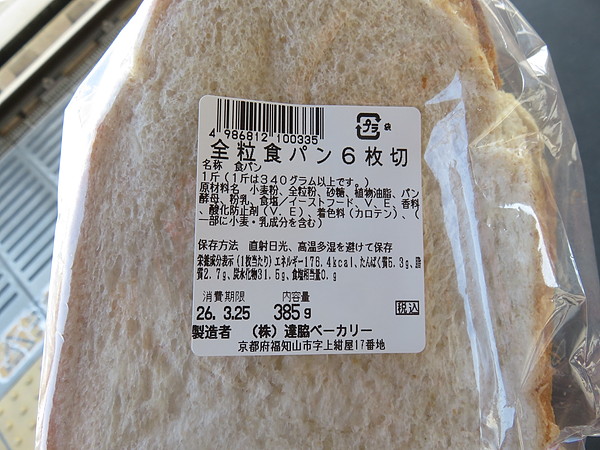 4 986812 100335
プラ 袋
全粒食パン6枚切
名称 食パン
1斤(1斤は340グラム以上です。)
原材料名 小麦粉、全粒粉、砂糖、植物油脂、パン
酵母、粉乳、食塩/イーストフード、V.E、香料
、酸化防止剤(V.E)、着色料(カロテン)、(
一部に小麦・乳成分を含む)
保存方法 直射日光、高温多湿を避けて保存
栄養成分表示(1枚当たり)エネルギー176.4kcal、たんぱく質5.3g、脂
質2.7g、炭水化物31.5g、食塩相当量0.g
消費期限 内容量
26. 3.25 385g 税込
製造者 (株)達脇ベーカリー
京都府福知山市字上紺屋17番地